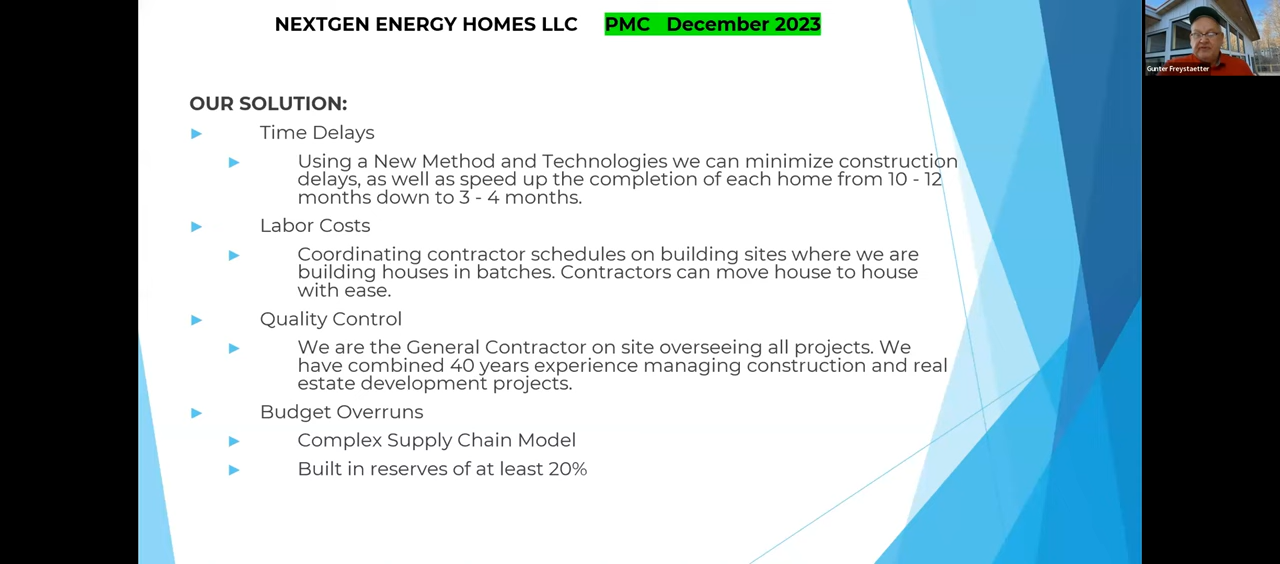 NEXTGEN ENERGY HOMES LLC PMC December 2023
Gunter Freystaetter
OUR SOLUTION:
Time Delays
Using a New Method and Technologies we can minimize construction
delays, as well as speed up the completion of each home from 10 - 12
months down to 3 - 4 months.
Labor Costs
Coordinating contractor schedules on building sites where we are
building houses in batches. Contractors can move house to house
with ease.
Quality Control
We are the General Contractor on site overseeing all projects. We
have combined 40 years experience managing construction and real
estate development projects.
Budget Overruns
Complex Supply Chain Model
Built in reserves of at least 20%